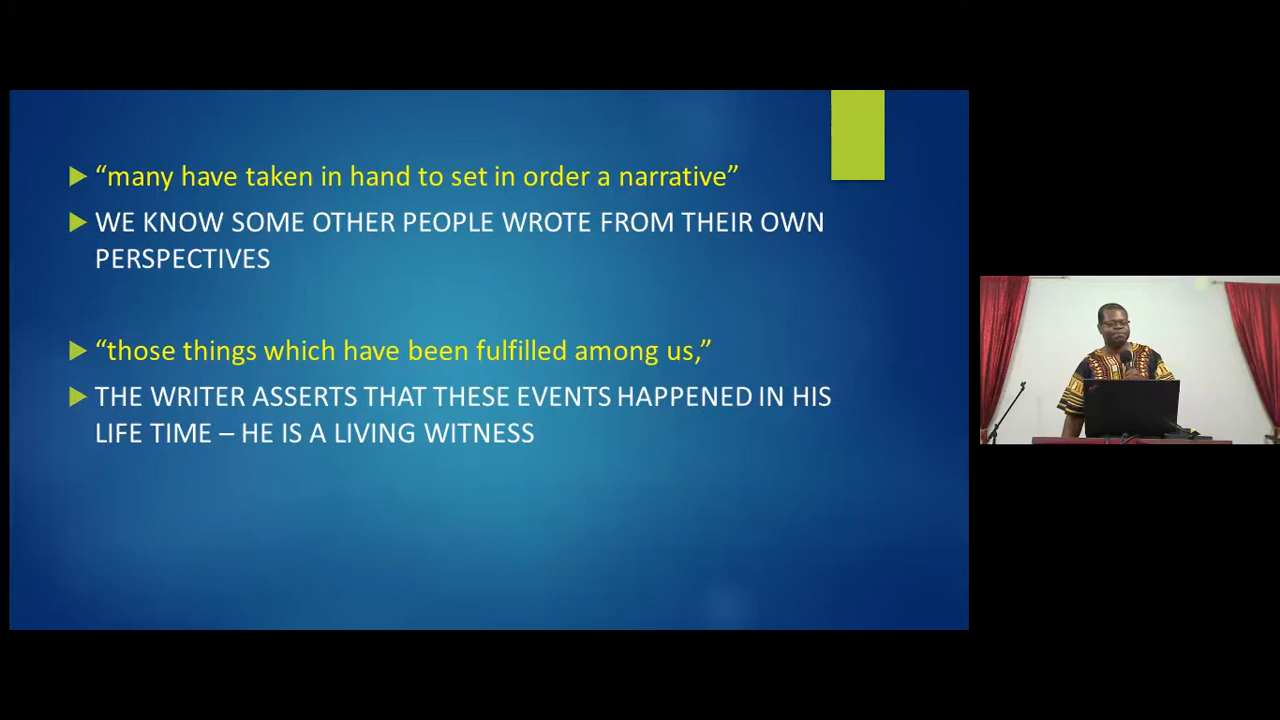 “many have taken in hand to set in order a narrative”
WE KNOW SOME OTHER PEOPLE WROTE FROM THEIR OWN
PERSPECTIVES
“those things which have been fulfilled among us,”
THE WRITER ASSERTS THAT THESE EVENTS HAPPENED IN HIS
LIFE TIME – HE IS A LIVING WITNESS